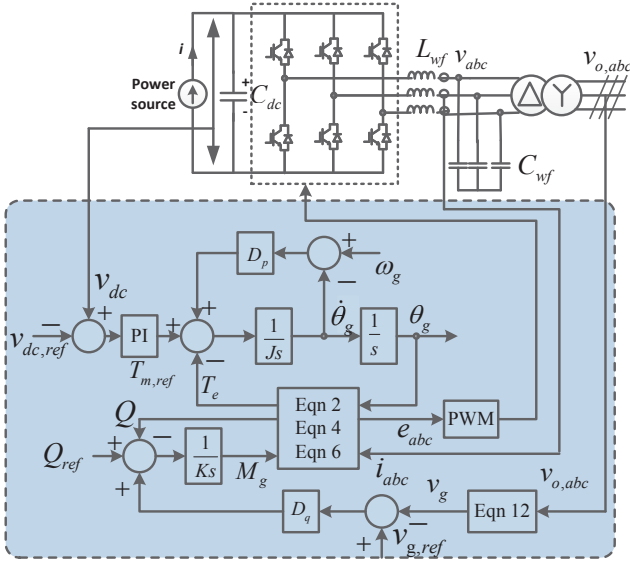 i
Power
source
+
-
C_dc
L_wf
v_abc
v_o,abc
C_wf
D_p
+
−
ω_g
v_dc
+
−
v_dc,ref
PI
T_m,ref
+
+
−
T_e
1/Js
θ̇_g
1/s
θ_g
Q
Eqn 2
Eqn 4
Eqn 6
e_abc
PWM
Q_ref
+
−
+
1/Ks
M_g
i_abc
v_g
v_o,abc
D_q
−
+
v_g,ref
Eqn 12